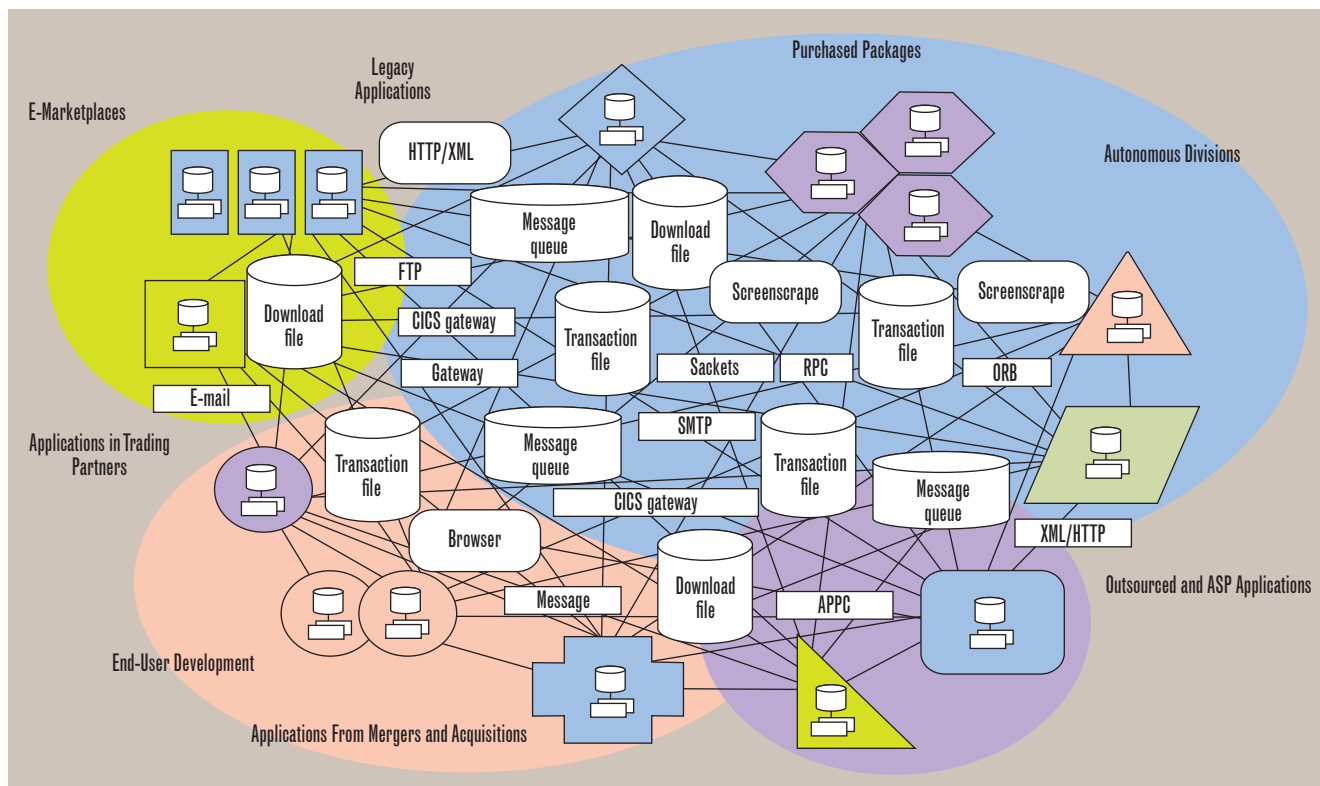 Purchased Packages
Legacy
Applications
E-Marketplaces
HTTP/XML
Autonomous Divisions
Message
queue
Download
file
FTP
Screenscrape
Screenscrape
Download
file
CICS gateway
Transaction
file
Transaction
file
Gateway
Sackets
RPC
ORB
E-mail
SMTP
Applications in Trading
Partners
Transaction
file
Message
queue
Transaction
file
Message
queue
CICS gateway
Browser
XML/HTTP
Download
file
Outsourced and ASP Applications
Message
APPC
End-User Development
Applications From Mergers and Acquisitions